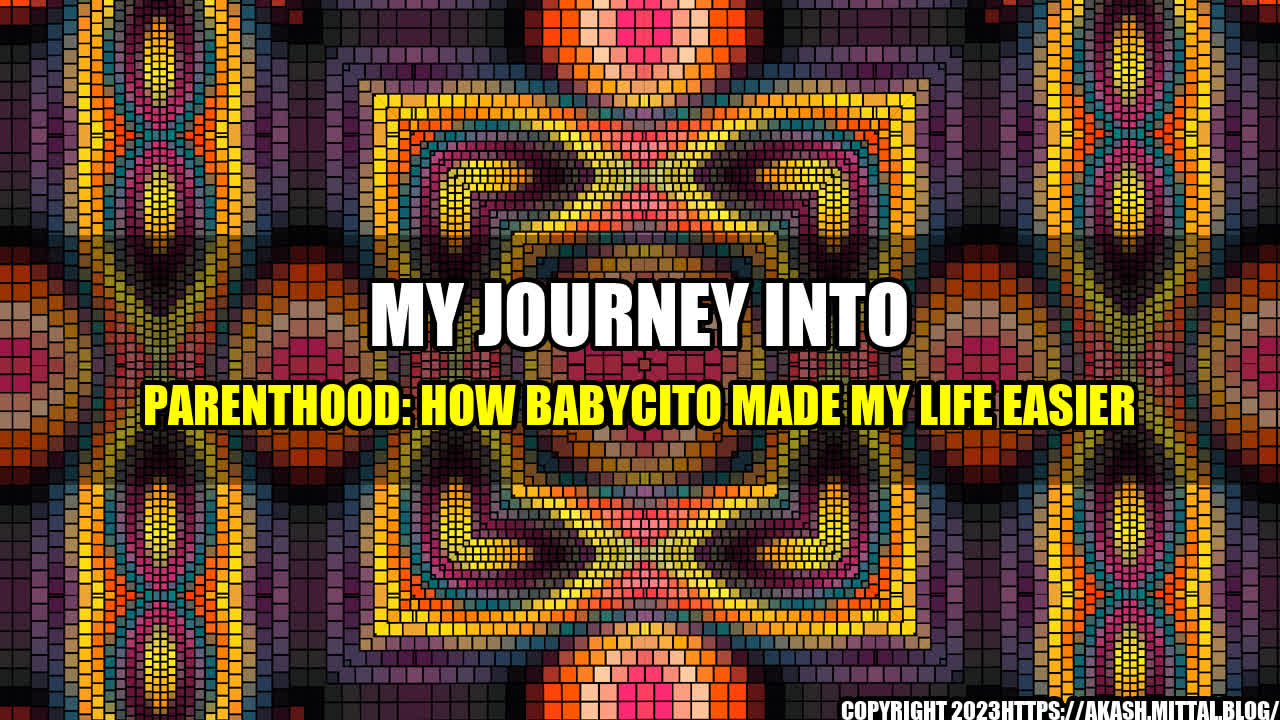 MY JOURNEY INTO
PARENTHOOD: HOW BABYCITO MADE MY LIFE EASIER
COPYRIGHT 2023HTTPS://AKASH.MITTAL.BLOG/